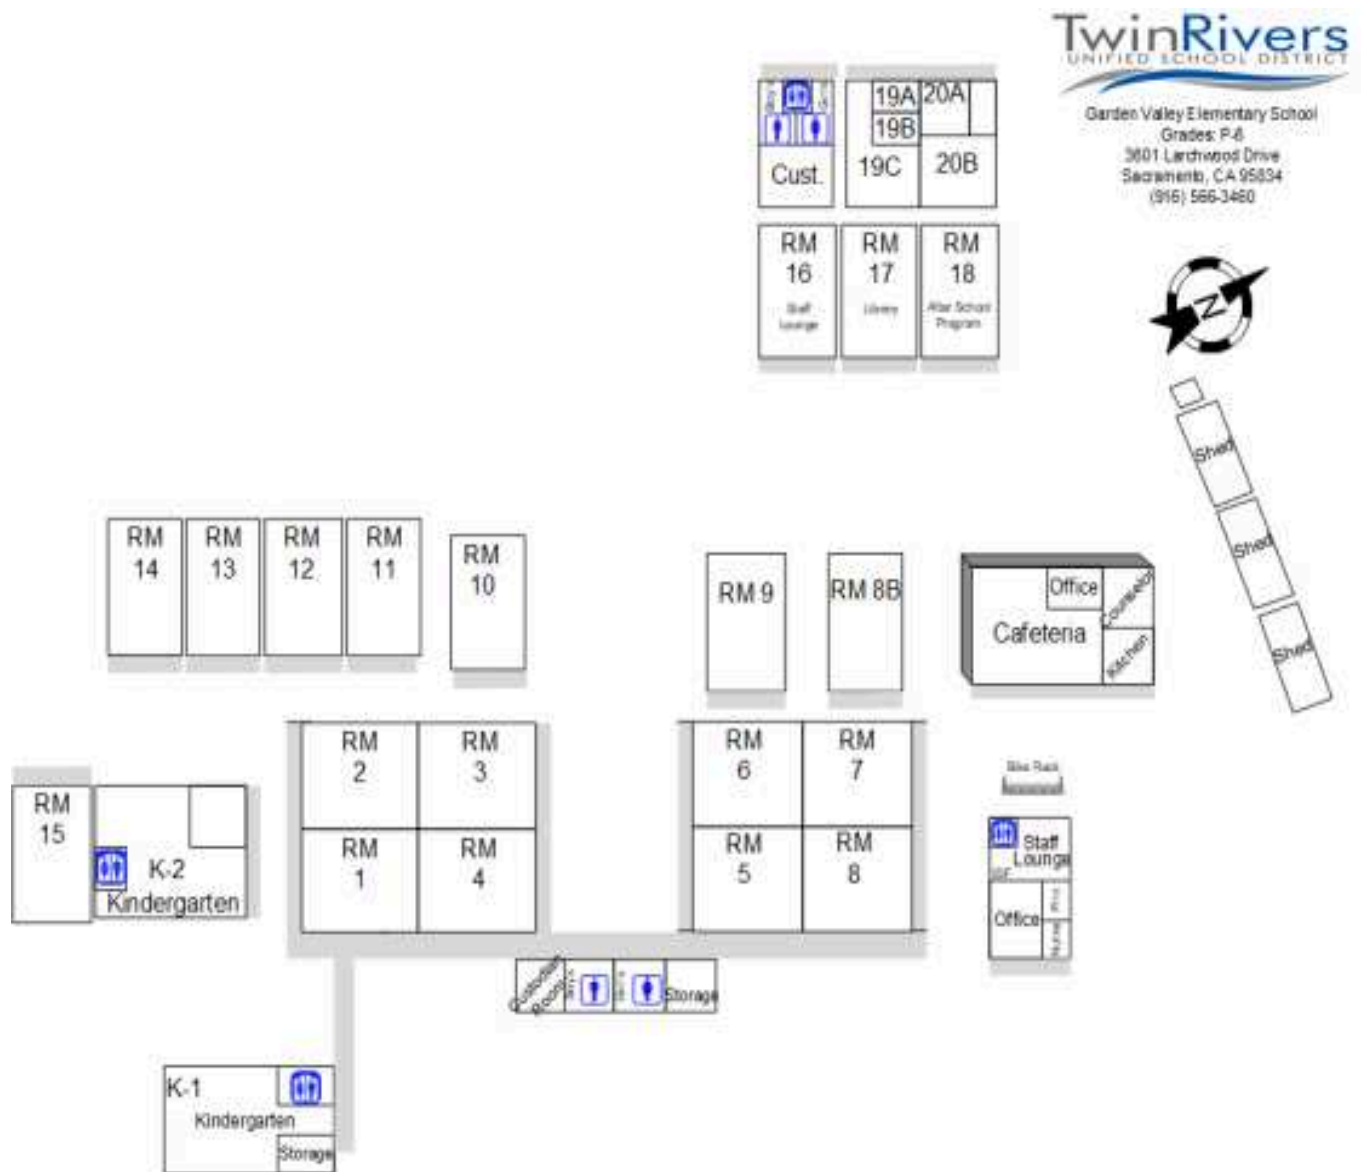 TwinRivers
UNIFIED SCHOOL DISTRICT
Garden Valley Elementary School
Grades: P-6
3601 Larchwood Drive
Sacramento, CA 95834
(916) 566-3460
19A
20A
19B
Cust.
19C
20B
RM
16
Staff
Lounge
RM
17
Library
RM
18
After School
Program
N
Shed
Shed
Shed
RM
14
RM
13
RM
12
RM
11
RM
10
RM 9
RM 8B
Office
Counselor
Cafeteria
Kitchen
RM
2
RM
3
RM
6
RM
7
Bike Rack
RM
15
K-2
Kindergarten
RM
1
RM
4
RM
5
RM
8
Staff
Lounge
Office
Nurse
Custodian
Room
Boys
Storage
K-1
Kindergarten
Storage